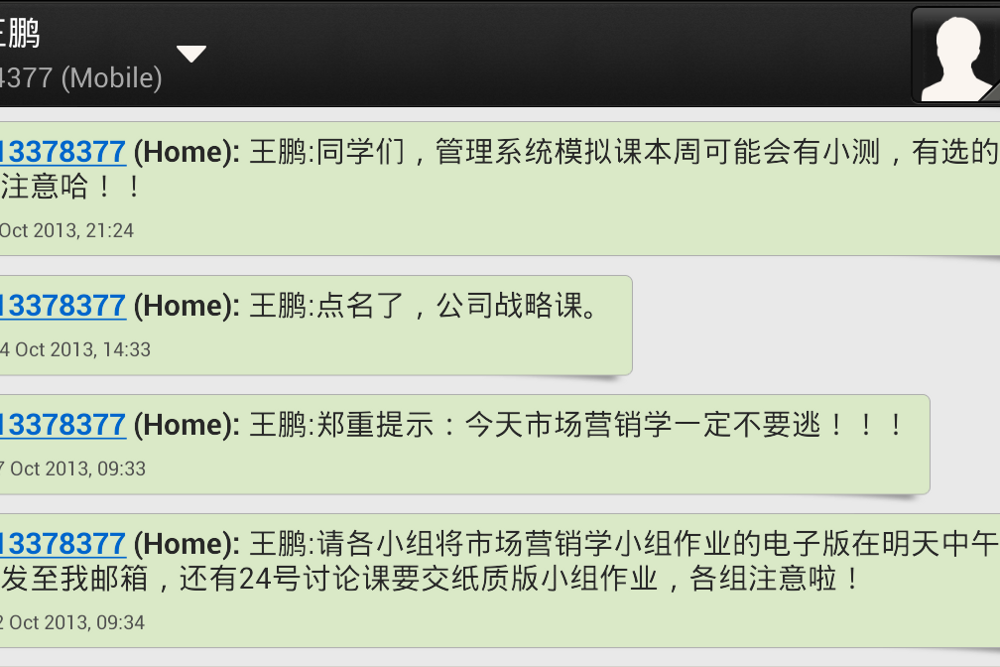 王鹏
4377 (Mobile)
13378377 (Home): 王鹏:同学们，管理系统模拟课本周可能会有小测，有选的
注意哈！！
Oct 2013, 21:24
13378377 (Home): 王鹏:点名了，公司战略课。
4 Oct 2013, 14:33
13378377 (Home): 王鹏:郑重提示：今天市场营销学一定不要逃！！！
7 Oct 2013, 09:33
13378377 (Home): 王鹏:请各小组将市场营销学小组作业的电子版在明天中午
发至我邮箱，还有24号讨论课要交纸质版小组作业，各组注意啦！
2 Oct 2013, 09:34